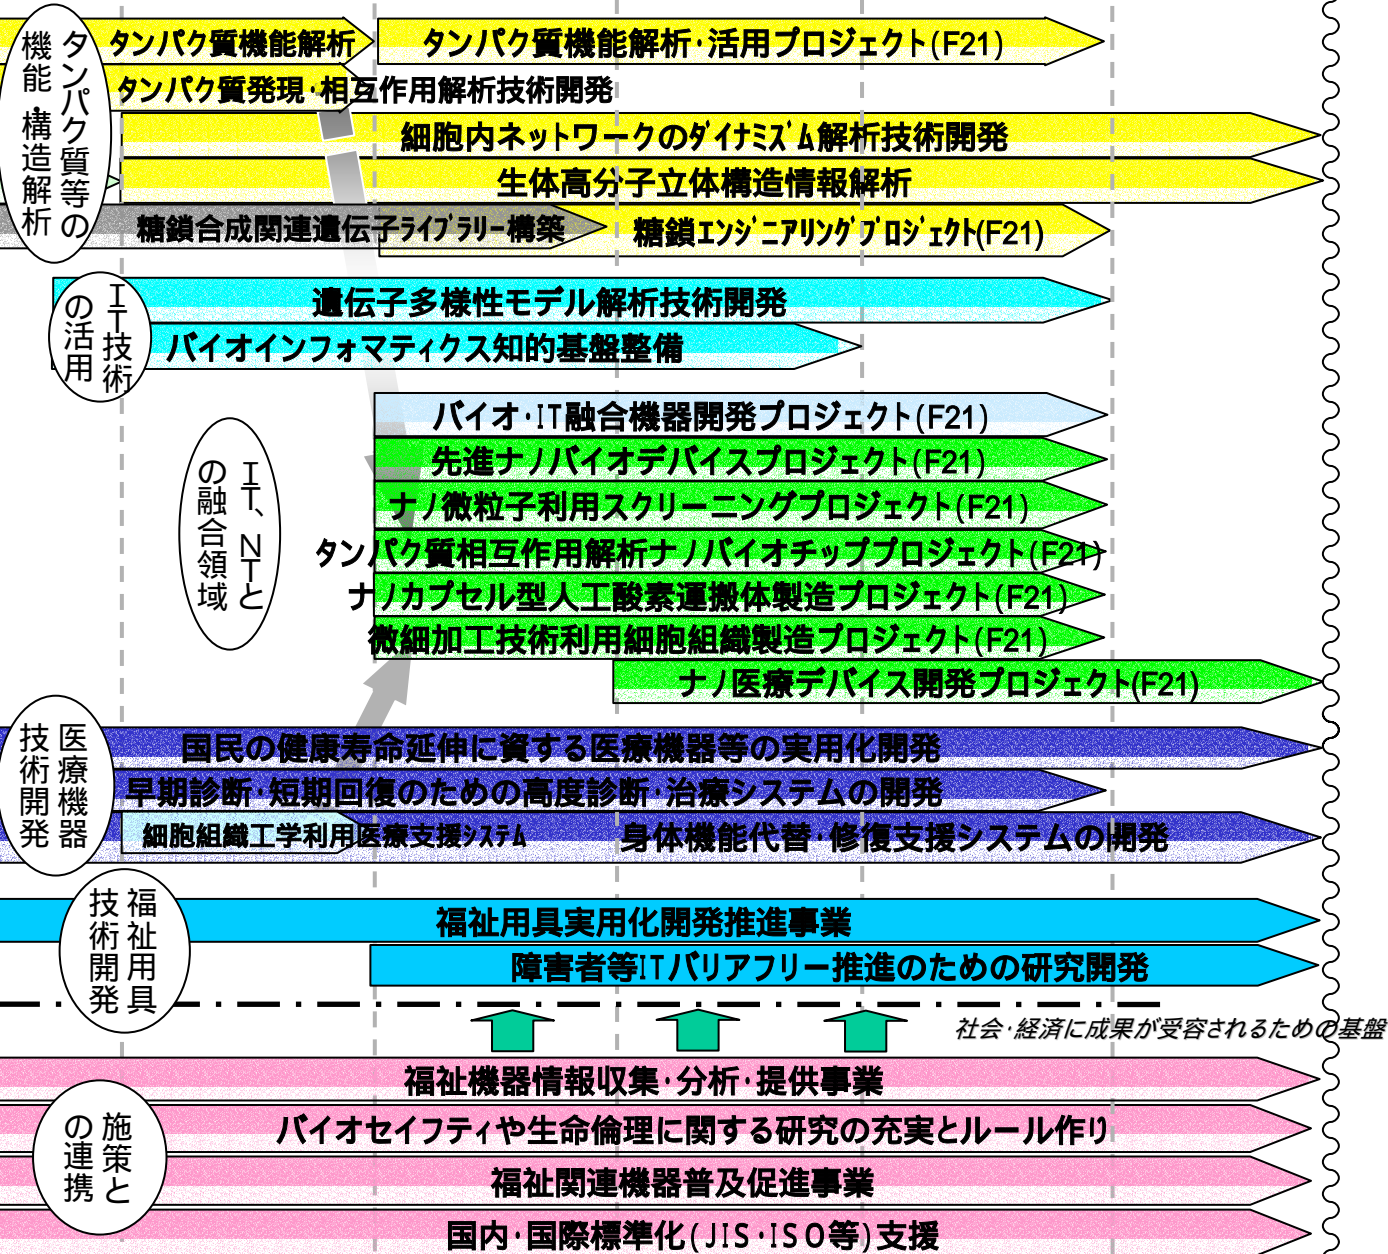 タンパク質等の
機能・構造解析
タンパク質機能解析
タンパク質機能解析・活用プロジェクト(F21)
タンパク質発現・相互作用解析技術開発
細胞内ネットワークのダイナミズム解析技術開発
生体高分子立体構造情報解析
糖鎖合成関連遺伝子ライブラリー構築
糖鎖エンジニアリングプロジェクト(F21)
IT技術
の活用
遺伝子多様性モデル解析技術開発
バイオインフォマティクス知的基盤整備
IT、NTと
の融合領域
バイオ・IT融合機器開発プロジェクト(F21)
先進ナノバイオデバイスプロジェクト(F21)
ナノ微粒子利用スクリーニングプロジェクト(F21)
タンパク質相互作用解析ナノバイオチッププロジェクト(F21)
ナノカプセル型人工酸素運搬体製造プロジェクト(F21)
微細加工技術利用細胞組織製造プロジェクト(F21)
ナノ医療デバイス開発プロジェクト(F21)
医療機器
技術開発
国民の健康寿命延伸に資する医療機器等の実用化開発
早期診断・短期回復のための高度診断・治療システムの開発
細胞組織工学利用医療支援システム
身体機能代替・修復支援システムの開発
福祉用具
技術開発
福祉用具実用化開発推進事業
障害者等ITバリアフリー推進のための研究開発
社会・経済に成果が受容されるための基盤
施策と
の連携
福祉機器情報収集・分析・提供事業
バイオセイフティや生命倫理に関する研究の充実とルール作り
福祉関連機器普及促進事業
国内・国際標準化(JIS・ISO等)支援